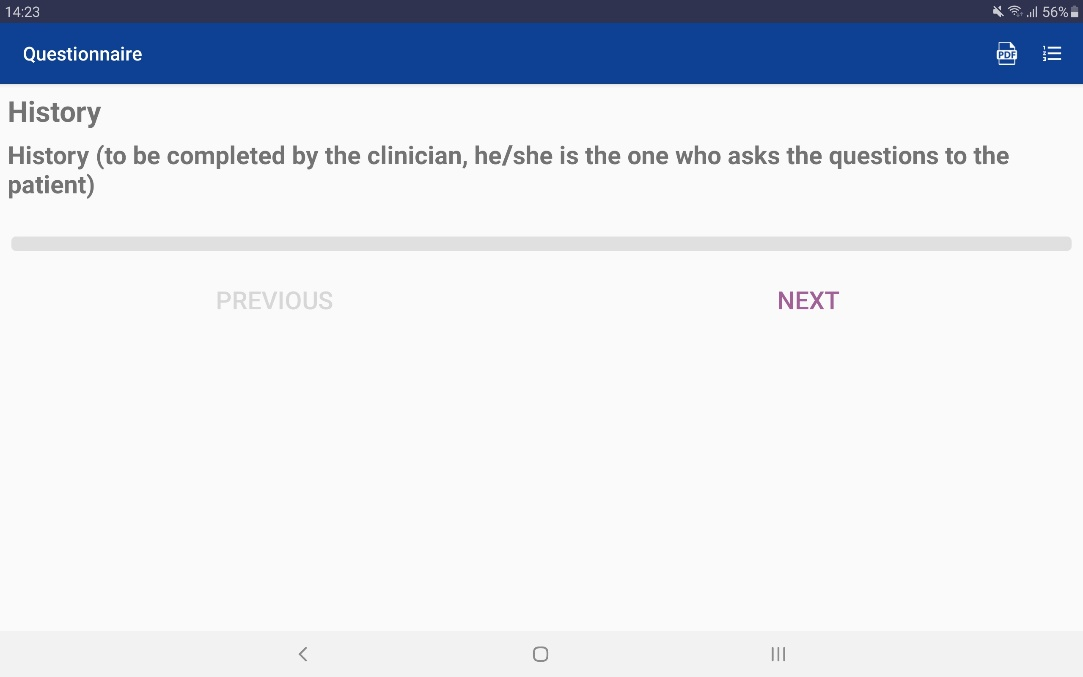 14:23
56%
Questionnaire
PDF
History
History (to be completed by the clinician, he/she is the one who asks the questions to the
patient)
PREVIOUS
NEXT